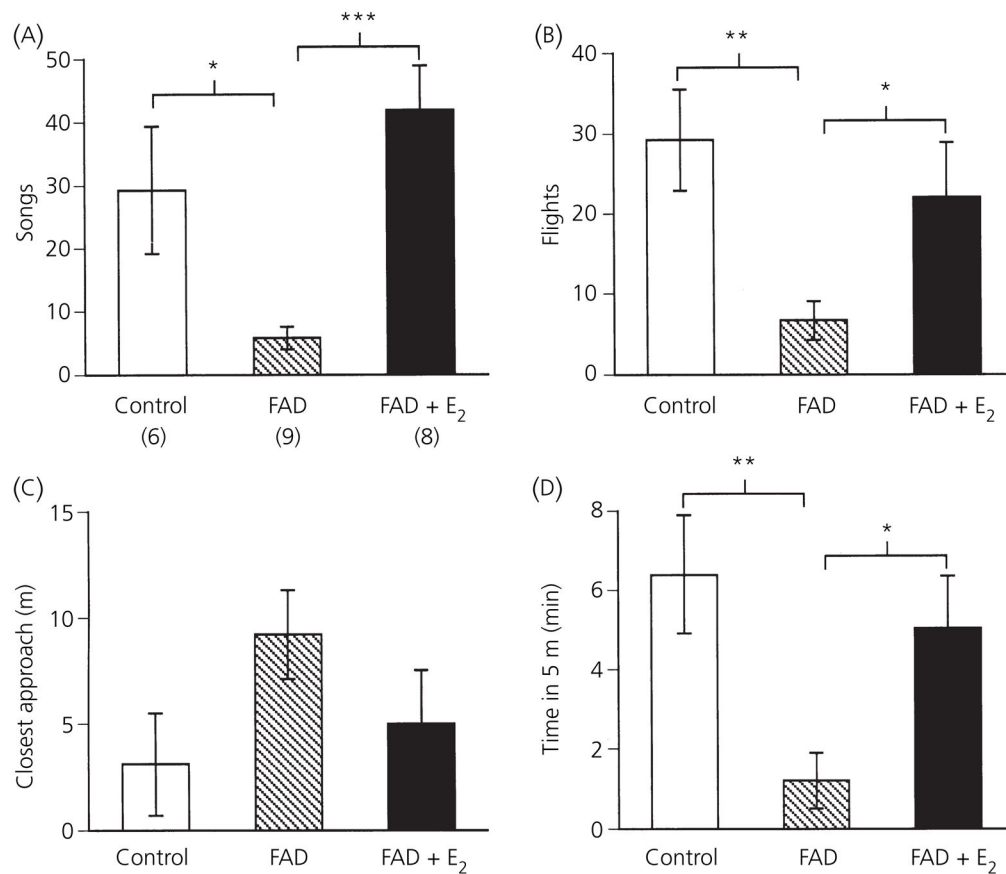 (A)
***
50
*
40
30
20
10
0
Songs
Control FAD FAD + E₂
(6) (9) (8)
(B)
**
40
*
30
20
10
0
Flights
Control FAD FAD + E₂
(C)
15
10
5
0
Closest approach (m)
Control FAD FAD + E₂
(D)
**
8
*
6
4
2
0
Time in 5 m (min)
Control FAD FAD + E₂